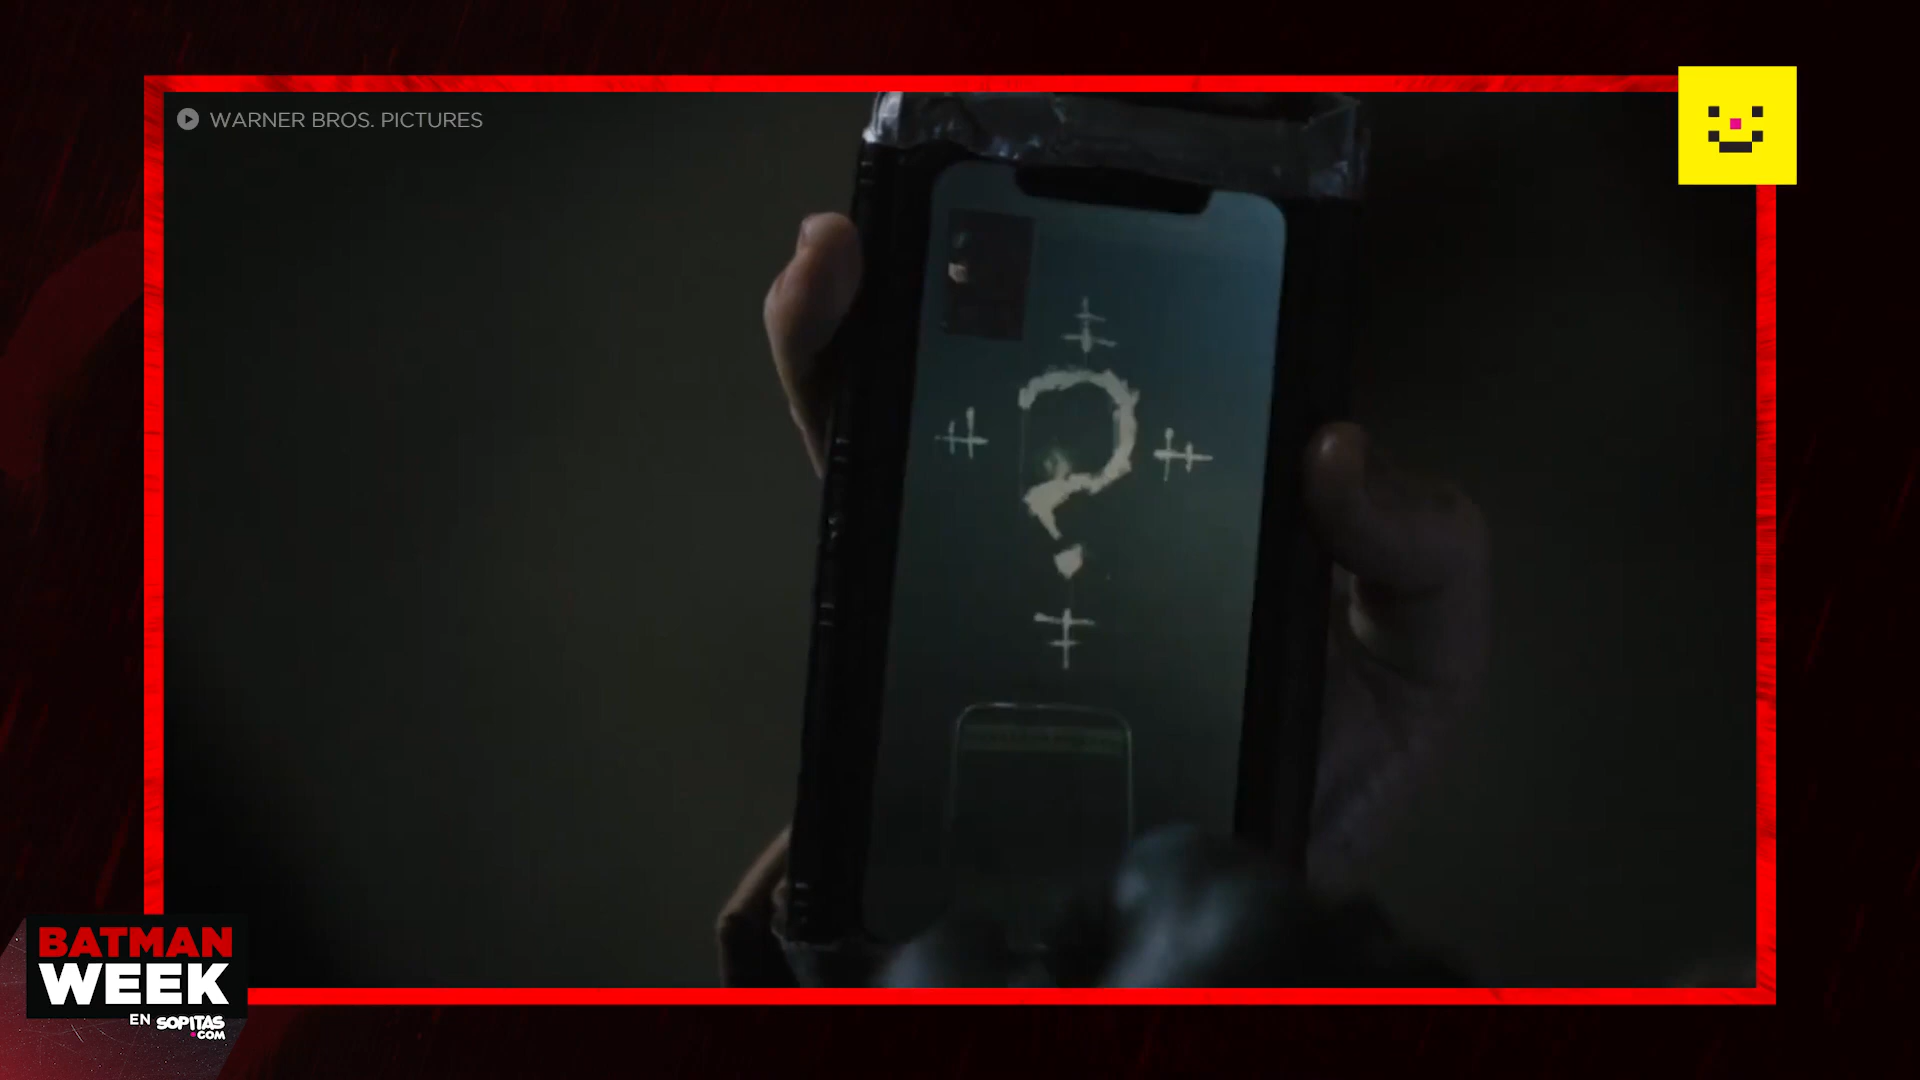 WARNER BROS. PICTURES
?
BATMAN
WEEK
EN SOPITAS
.COM